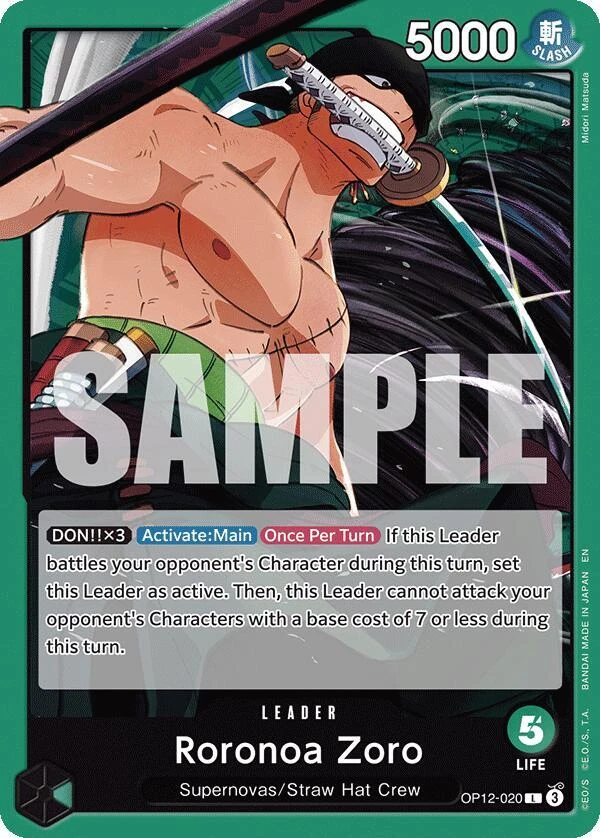 5000
斬
SLASH
Midori Matsuda
SAMPLE
DON!!×3 Activate:Main Once Per Turn If this Leader
battles your opponent's Character during this turn, set
this Leader as active. Then, this Leader cannot attack your
opponent's Characters with a base cost of 7 or less during
this turn.
LEADER
Roronoa Zoro
Supernovas/Straw Hat Crew
5
LIFE
OP12-020 L 3
©EO/S ©E.O./S., T.A. BANDAI MADE IN JAPAN EN